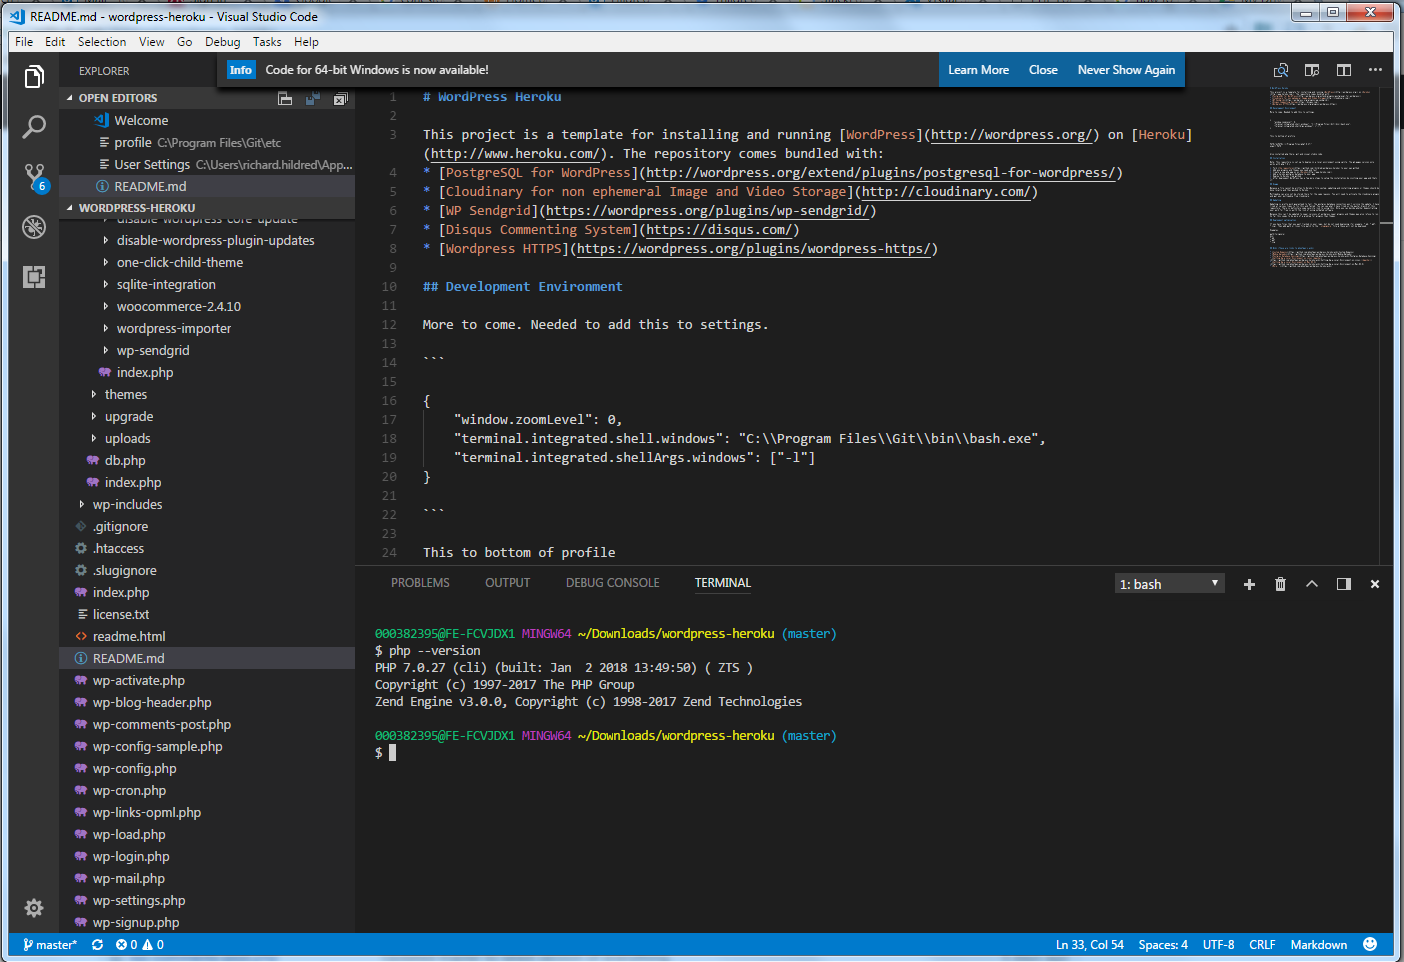 README.md - wordpress-heroku - Visual Studio Code
File Edit Selection View Go Debug Tasks Help
EXPLORER
Info Code for 64-bit Windows is now available! Learn More Close Never Show Again
OPEN EDITORS
Welcome
profile C:\Program Files\Git\etc
User Settings C:\Users\richard.hildred\App...
README.md
WORDPRESS-HEROKU
disable-wordpress-core-update
disable-wordpress-plugin-updates
one-click-child-theme
sqlite-integration
woocommerce-2.4.10
wordpress-importer
wp-sendgrid
index.php
themes
upgrade
uploads
db.php
index.php
wp-includes
.gitignore
.htaccess
.slugignore
index.php
license.txt
readme.html
README.md
wp-activate.php
wp-blog-header.php
wp-comments-post.php
wp-config-sample.php
wp-config.php
wp-cron.php
wp-links-opml.php
wp-load.php
wp-login.php
wp-mail.php
wp-settings.php
wp-signup.php
6
1 # WordPress Heroku
2
3 This project is a template for installing and running [WordPress](http://wordpress.org/) on [Heroku]
(http://www.heroku.com/). The repository comes bundled with:
4 * [PostgreSQL for WordPress](http://wordpress.org/extend/plugins/postgresql-for-wordpress/)
5 * [Cloudinary for non ephemeral Image and Video Storage](http://cloudinary.com/)
6 * [WP Sendgrid](https://wordpress.org/plugins/wp-sendgrid/)
7 * [Disqus Commenting System](https://disqus.com/)
8 * [Wordpress HTTPS](https://wordpress.org/plugins/wordpress-https/)
9
10 ## Development Environment
11
12 More to come. Needed to add this to settings.
13
14 ```
15
16 {
17 "window.zoomLevel": 0,
18 "terminal.integrated.shell.windows": "C:\\Program Files\\Git\\bin\\bash.exe",
19 "terminal.integrated.shellArgs.windows": ["-l"]
20 }
21
22 ```
23
24 This to bottom of profile
PROBLEMS OUTPUT DEBUG CONSOLE TERMINAL 1: bash
000382395@FE-FCVJDX1 MINGW64 ~/Downloads/wordpress-heroku (master)
$ php --version
PHP 7.0.27 (cli) (built: Jan  2 2018 13:49:50) ( ZTS )
Copyright (c) 1997-2017 The PHP Group
Zend Engine v3.0.0, Copyright (c) 1998-2017 Zend Technologies
000382395@FE-FCVJDX1 MINGW64 ~/Downloads/wordpress-heroku (master)
$
master* 0 0 Ln 33, Col 54 Spaces: 4 UTF-8 CRLF Markdown